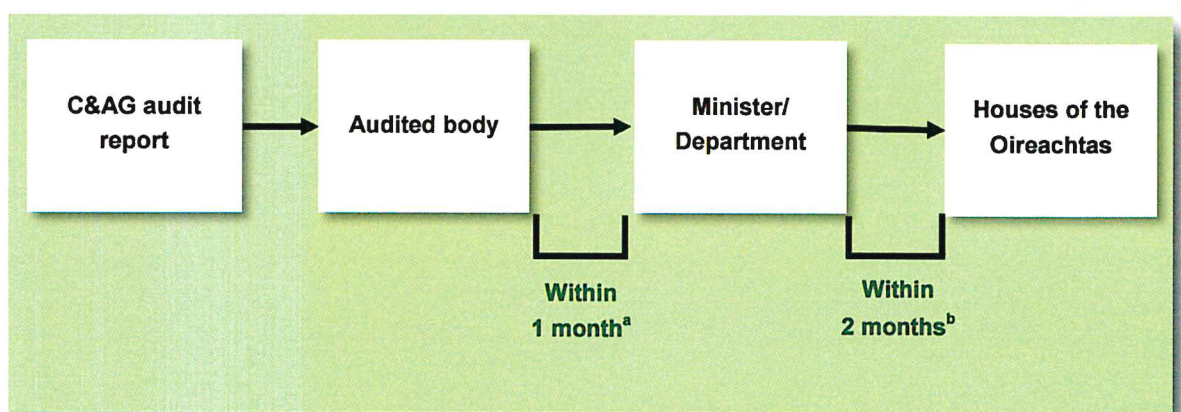 C&AG audit
report
Audited body
Minister/
Department
Houses of the
Oireachtas
Within
1 monthᵃ
Within
2 monthsᵇ